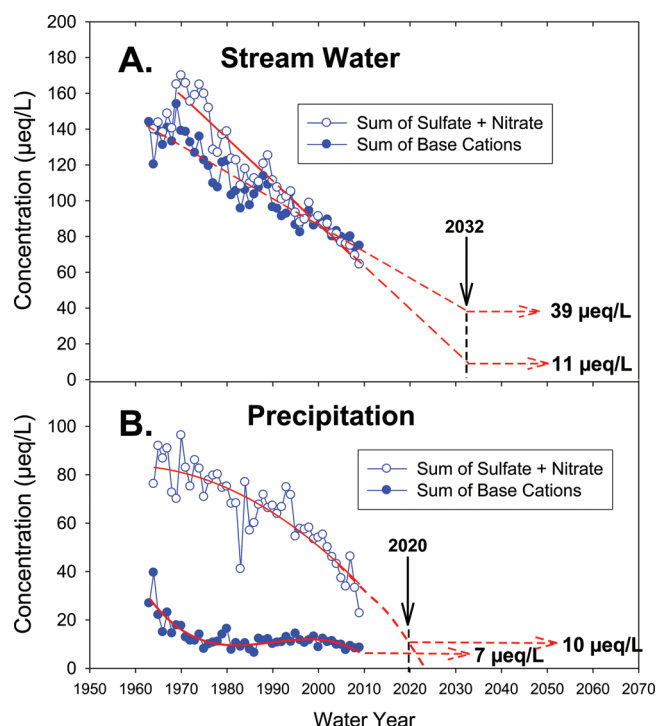 200
180
160
140
120
100
80
60
40
20
0
Concentration (µeq/L)
A.
Stream Water
Sum of Sulfate + Nitrate
Sum of Base Cations
2032
39 µeq/L
11 µeq/L
100
80
60
40
20
0
Concentration (µeq/L)
B.
Precipitation
Sum of Sulfate + Nitrate
Sum of Base Cations
2020
10 µeq/L
7 µeq/L
1950 1960 1970 1980 1990 2000 2010 2020 2030 2040 2050 2060 2070
Water Year